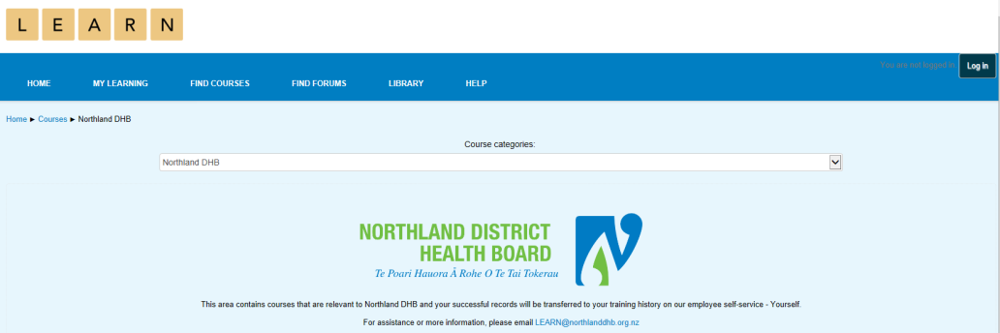 L E A R N
You are not logged in Log in
HOME MY LEARNING FIND COURSES FIND FORUMS LIBRARY HELP
Home ► Courses ► Northland DHB
Course categories:
Northland DHB
NORTHLAND DISTRICT
HEALTH BOARD
Te Poari Hauora Â Rohe O Te Tai Tokerau
This area contains courses that are relevant to Northland DHB and your successful records will be transferred to your training history on our employee self-service - Yourself.
For assistance or more information, please email LEARN@northlanddhb.org.nz